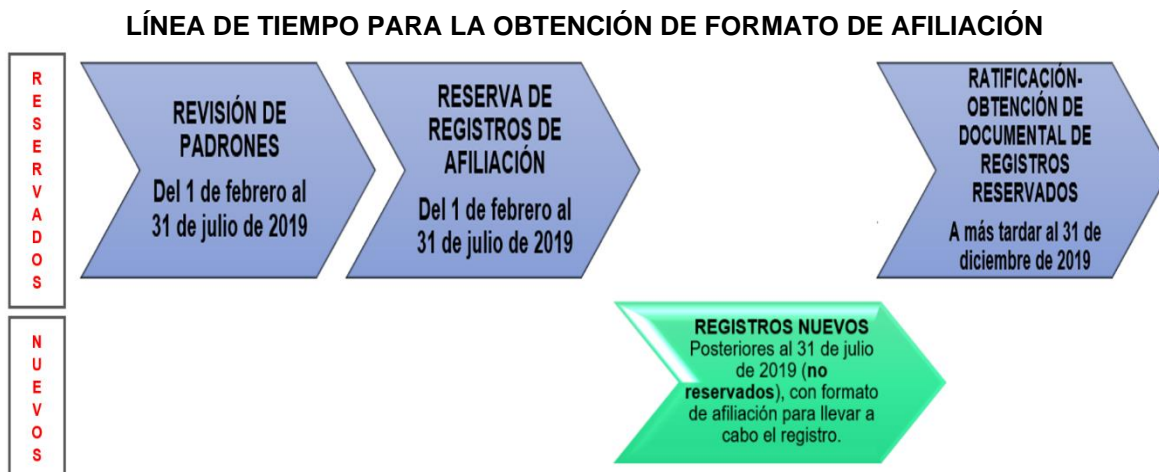 LÍNEA DE TIEMPO PARA LA OBTENCIÓN DE FORMATO DE AFILIACIÓN
RESERVADOS
REVISIÓN DE
PADRONES
Del 1 de febrero al
31 de julio de 2019
RESERVA DE
REGISTROS DE
AFILIACIÓN
Del 1 de febrero al
31 de julio de 2019
RATIFICACIÓN-
OBTENCIÓN DE
DOCUMENTAL DE
REGISTROS
RESERVADOS
A más tardar al 31 de
diciembre de 2019
NUEVOS
REGISTROS NUEVOS
Posteriores al 31 de julio
de 2019 (no
reservados), con formato
de afiliación para llevar a
cabo el registro.